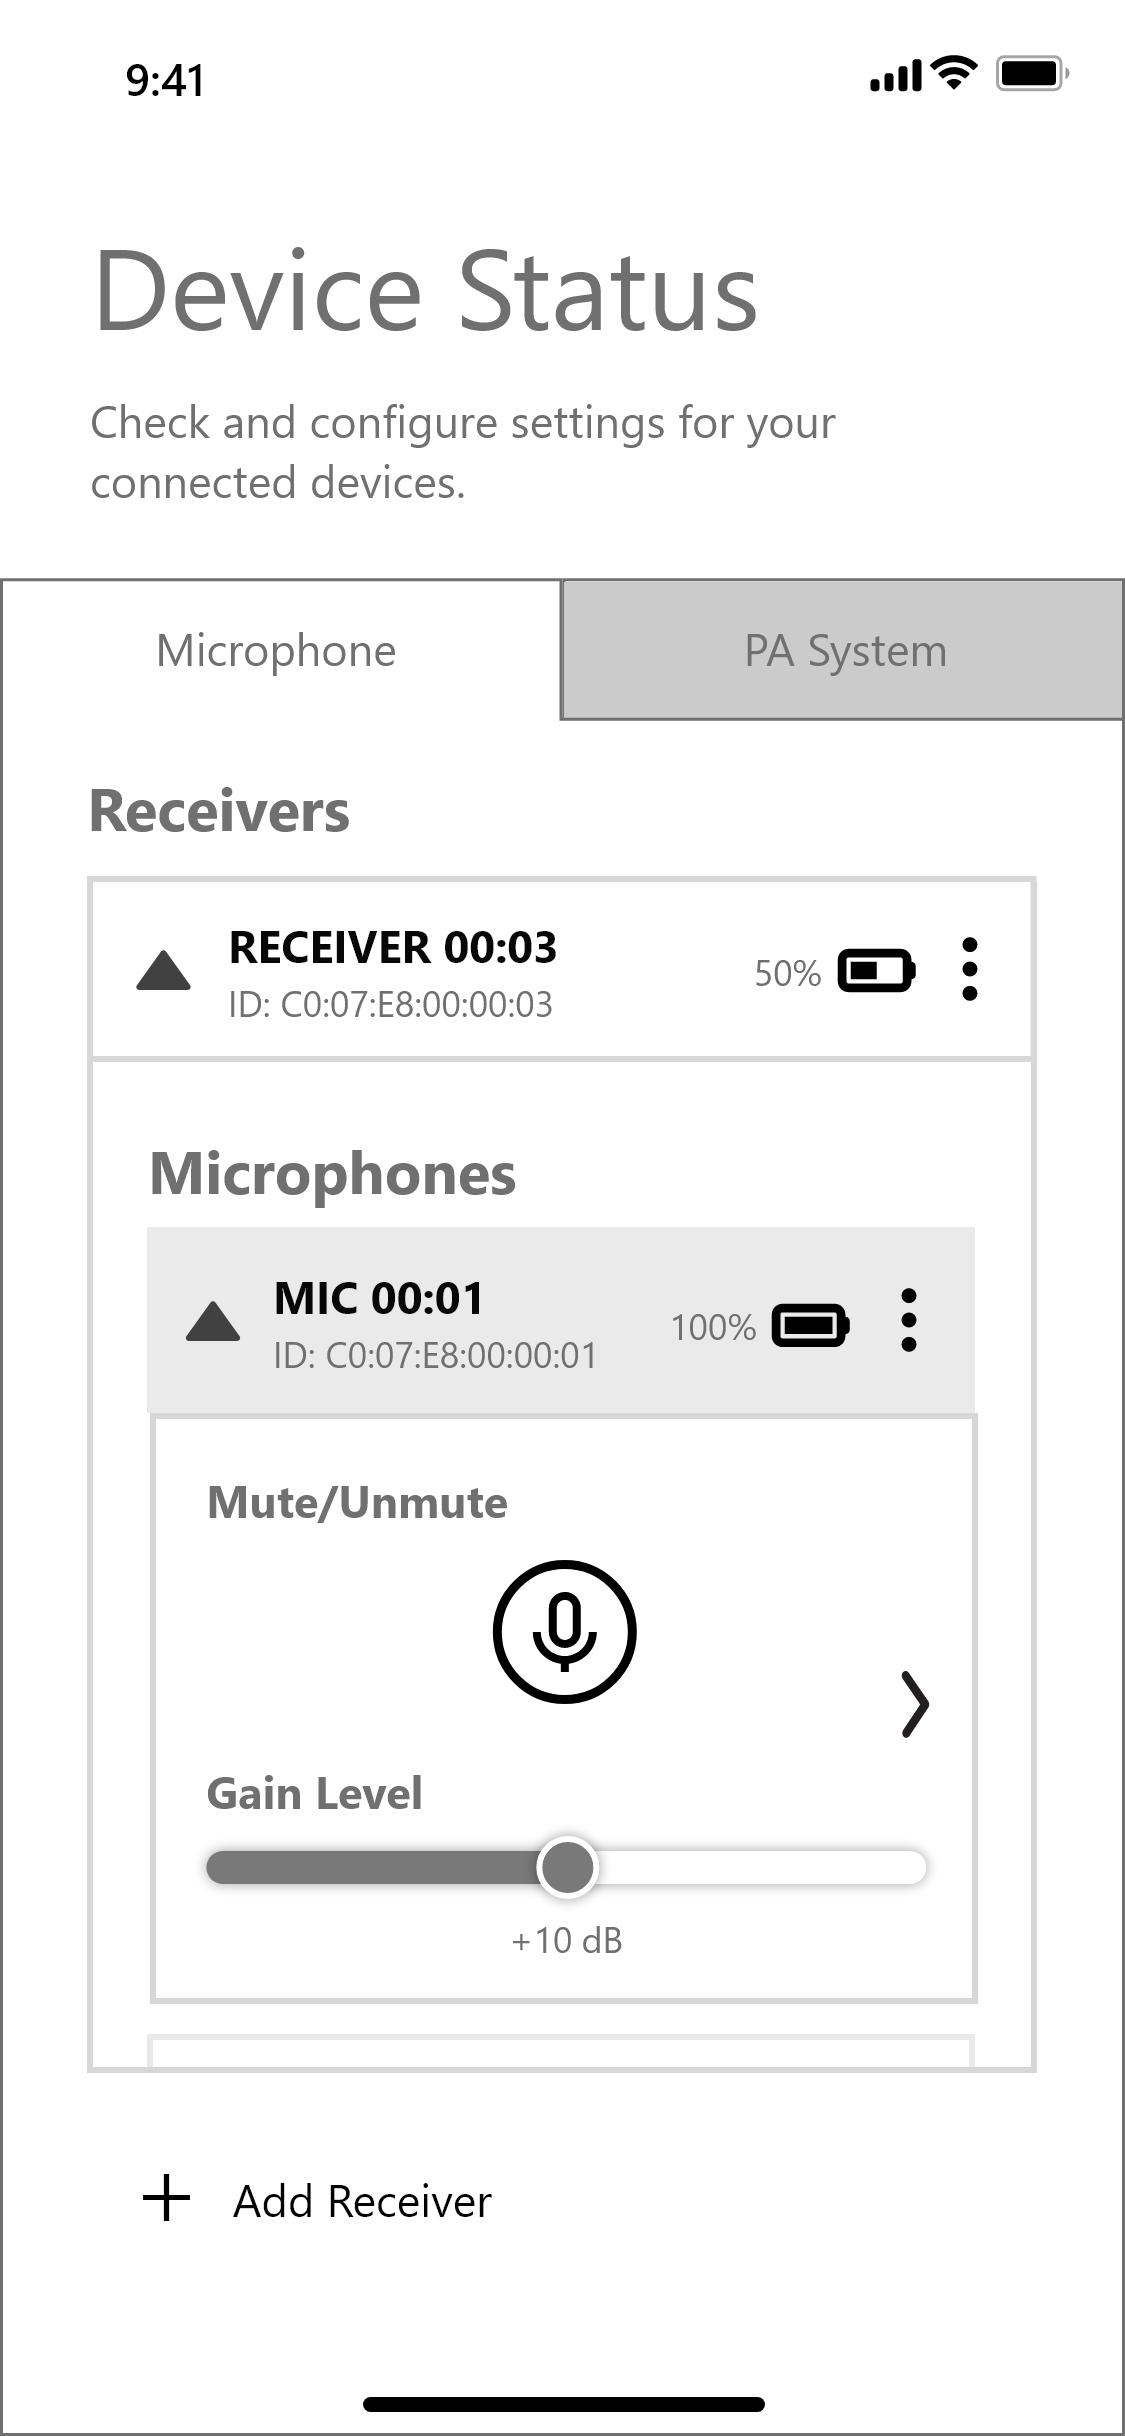 9:41
Device Status
Check and configure settings for your
connected devices.
Microphone
PA System
Receivers
RECEIVER 00:03
ID: C0:07:E8:00:00:03
50%
Microphones
MIC 00:01
ID: C0:07:E8:00:00:01
100%
Mute/Unmute
Gain Level
+10 dB
Add Receiver